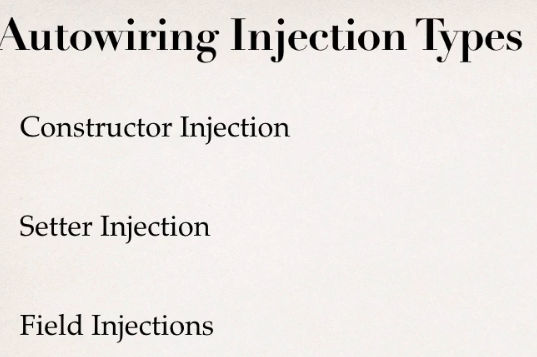 Autowiring Injection Types
Constructor Injection
Setter Injection
Field Injections